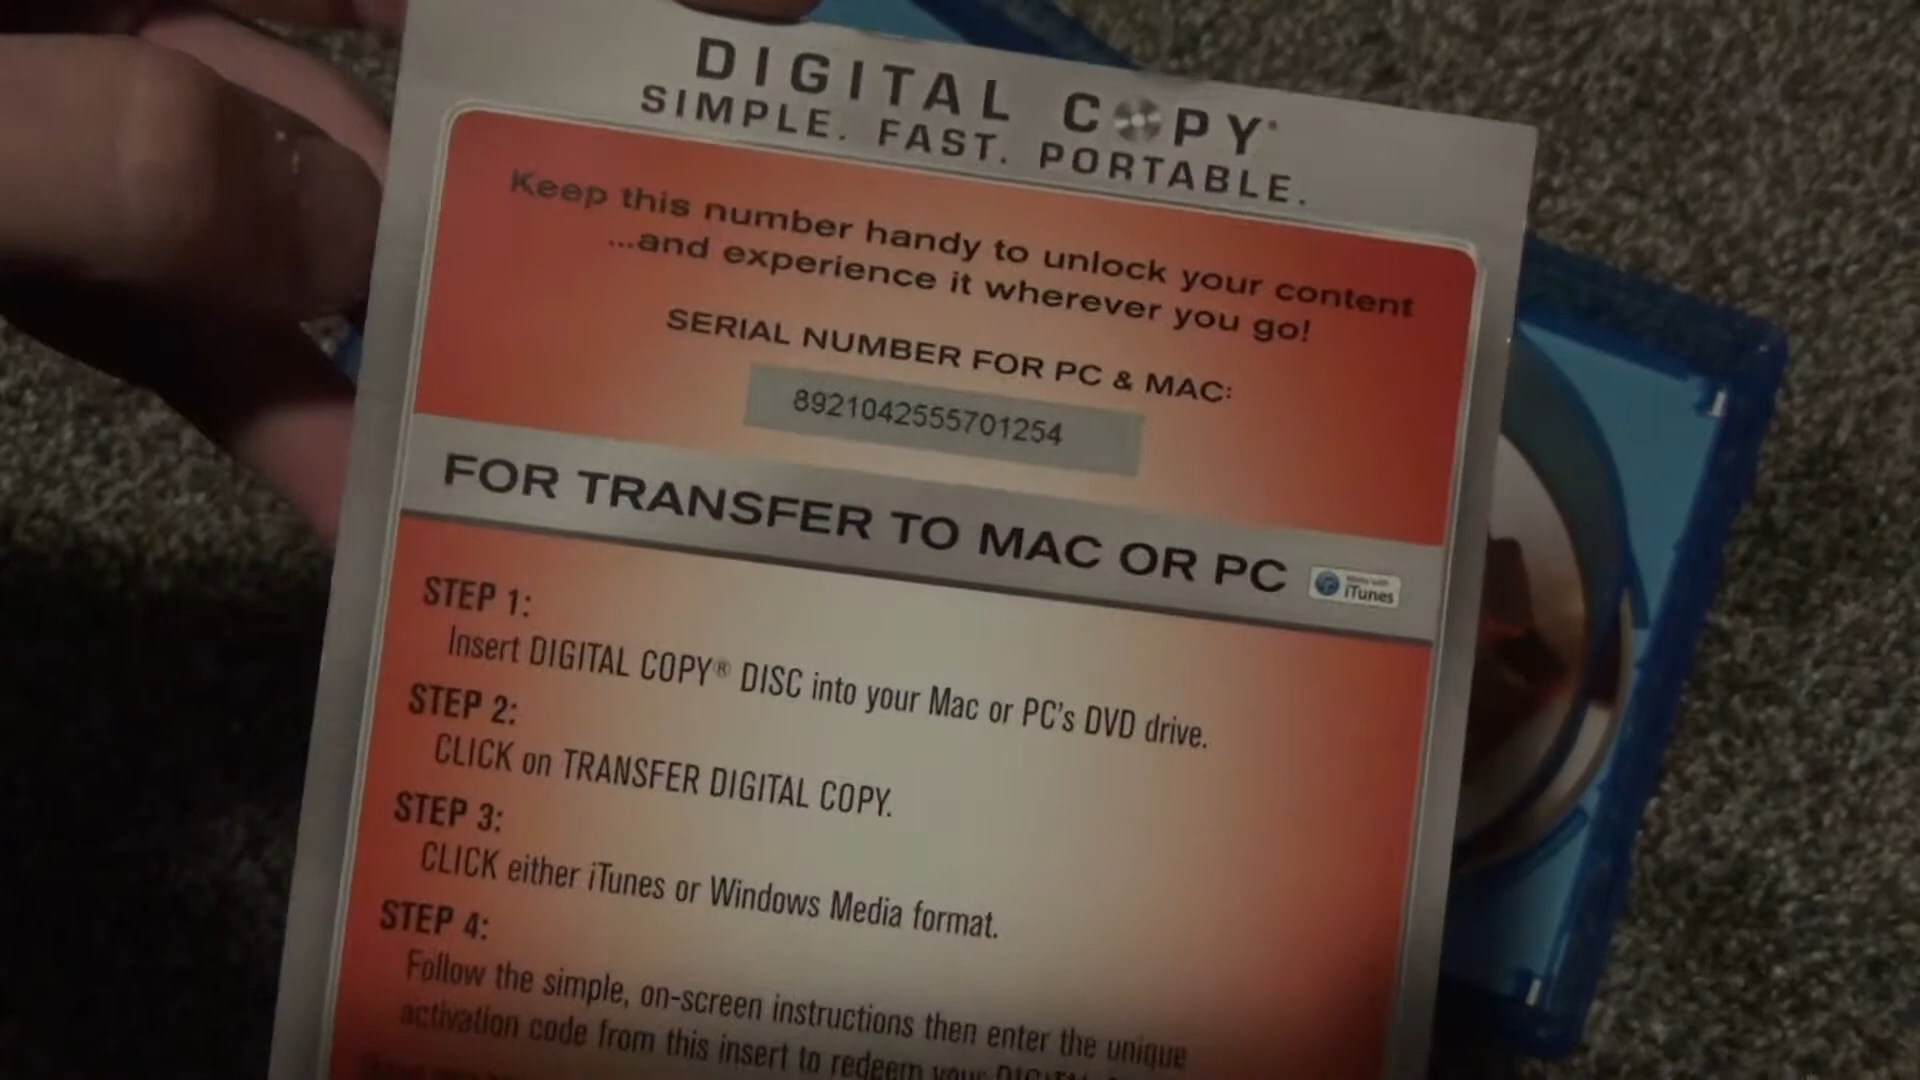 DIGITAL COPY
SIMPLE. FAST. PORTABLE.
Keep this number handy to unlock your content
...and experience it wherever you go!
SERIAL NUMBER FOR PC & MAC:
8921042555701254
FOR TRANSFER TO MAC OR PC
Works with
iTunes
STEP 1:
Insert DIGITAL COPY® DISC into your Mac or PC's DVD drive.
STEP 2:
CLICK on TRANSFER DIGITAL COPY.
STEP 3:
CLICK either iTunes or Windows Media format.
STEP 4:
Follow the simple, on-screen instructions then enter the unique
activation code from this insert to redeem your DIGITAL